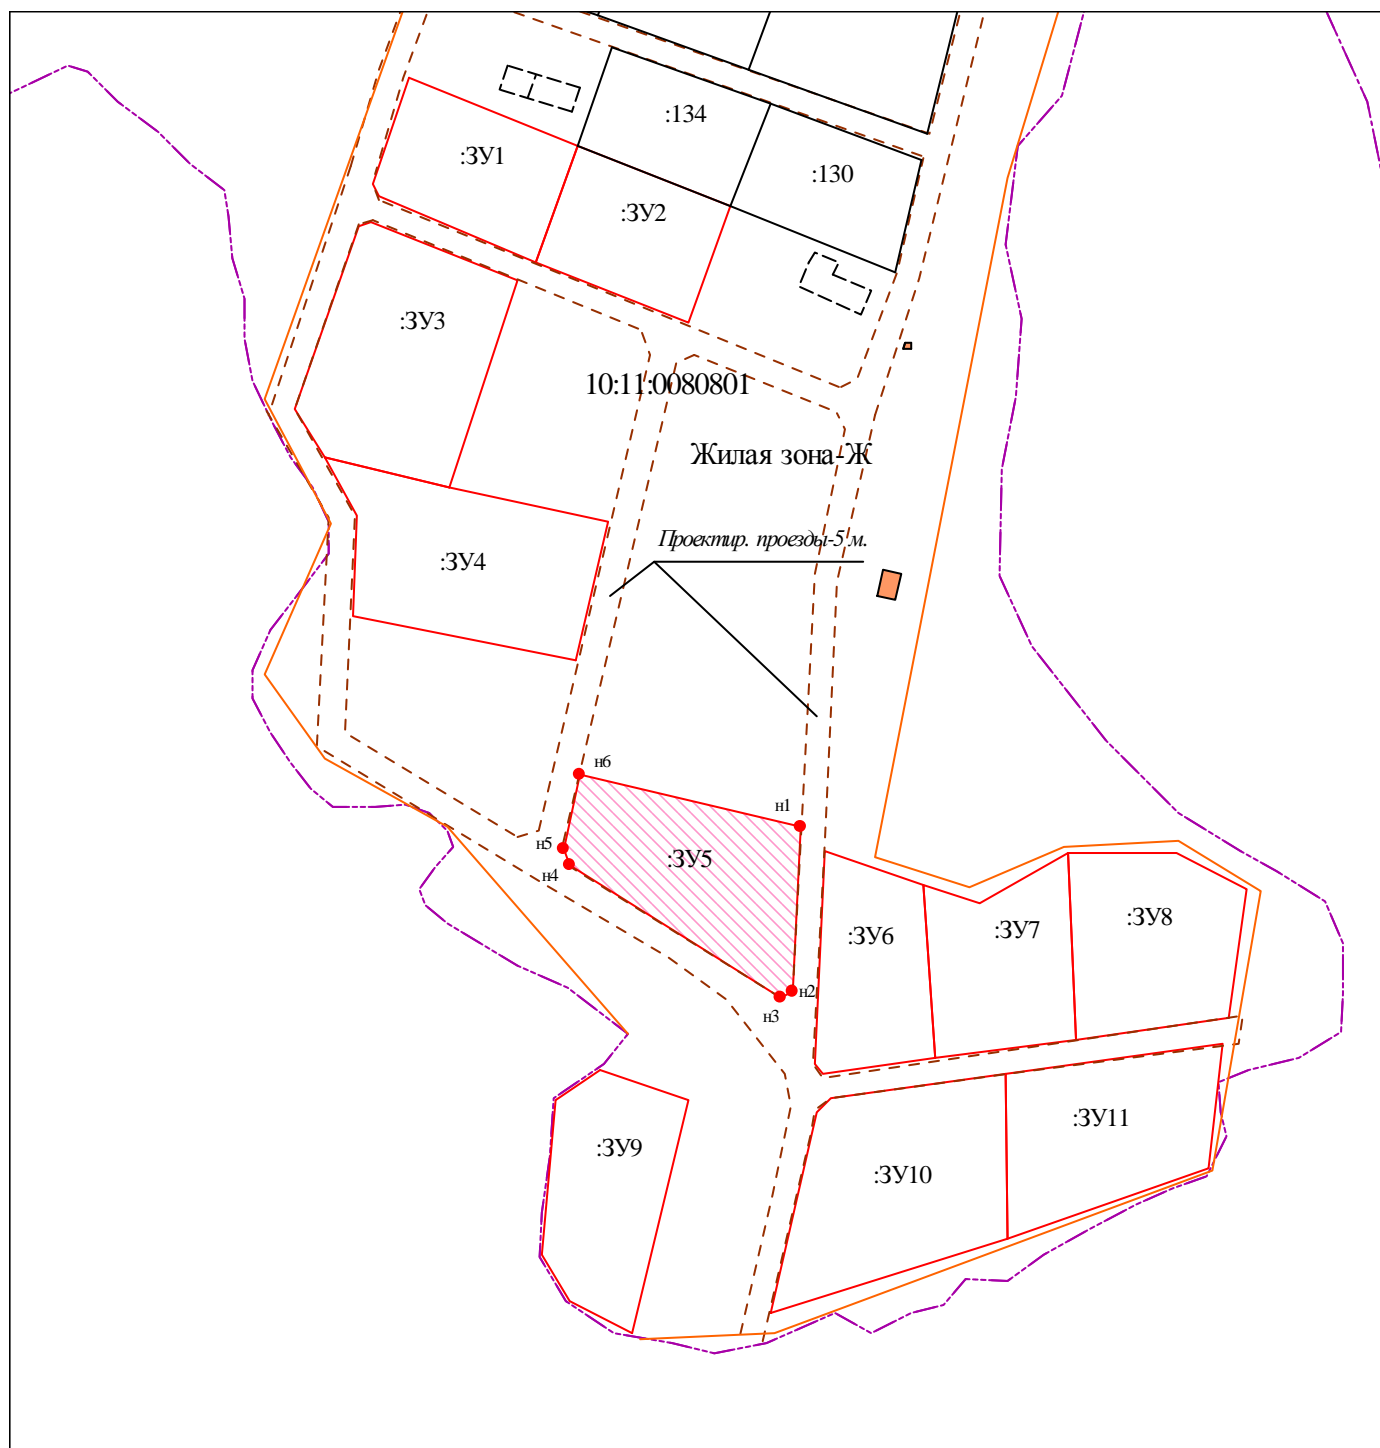 :134
:ЗУ1
:130
:ЗУ2
:ЗУ3
10:11:0080801
Жилая зона-Ж
Проектир. проезды-5 м.
:ЗУ4
н6
н1
н5
:ЗУ5
н4
:ЗУ8
:ЗУ7
:ЗУ6
н2
н3
:ЗУ11
:ЗУ9
:ЗУ10